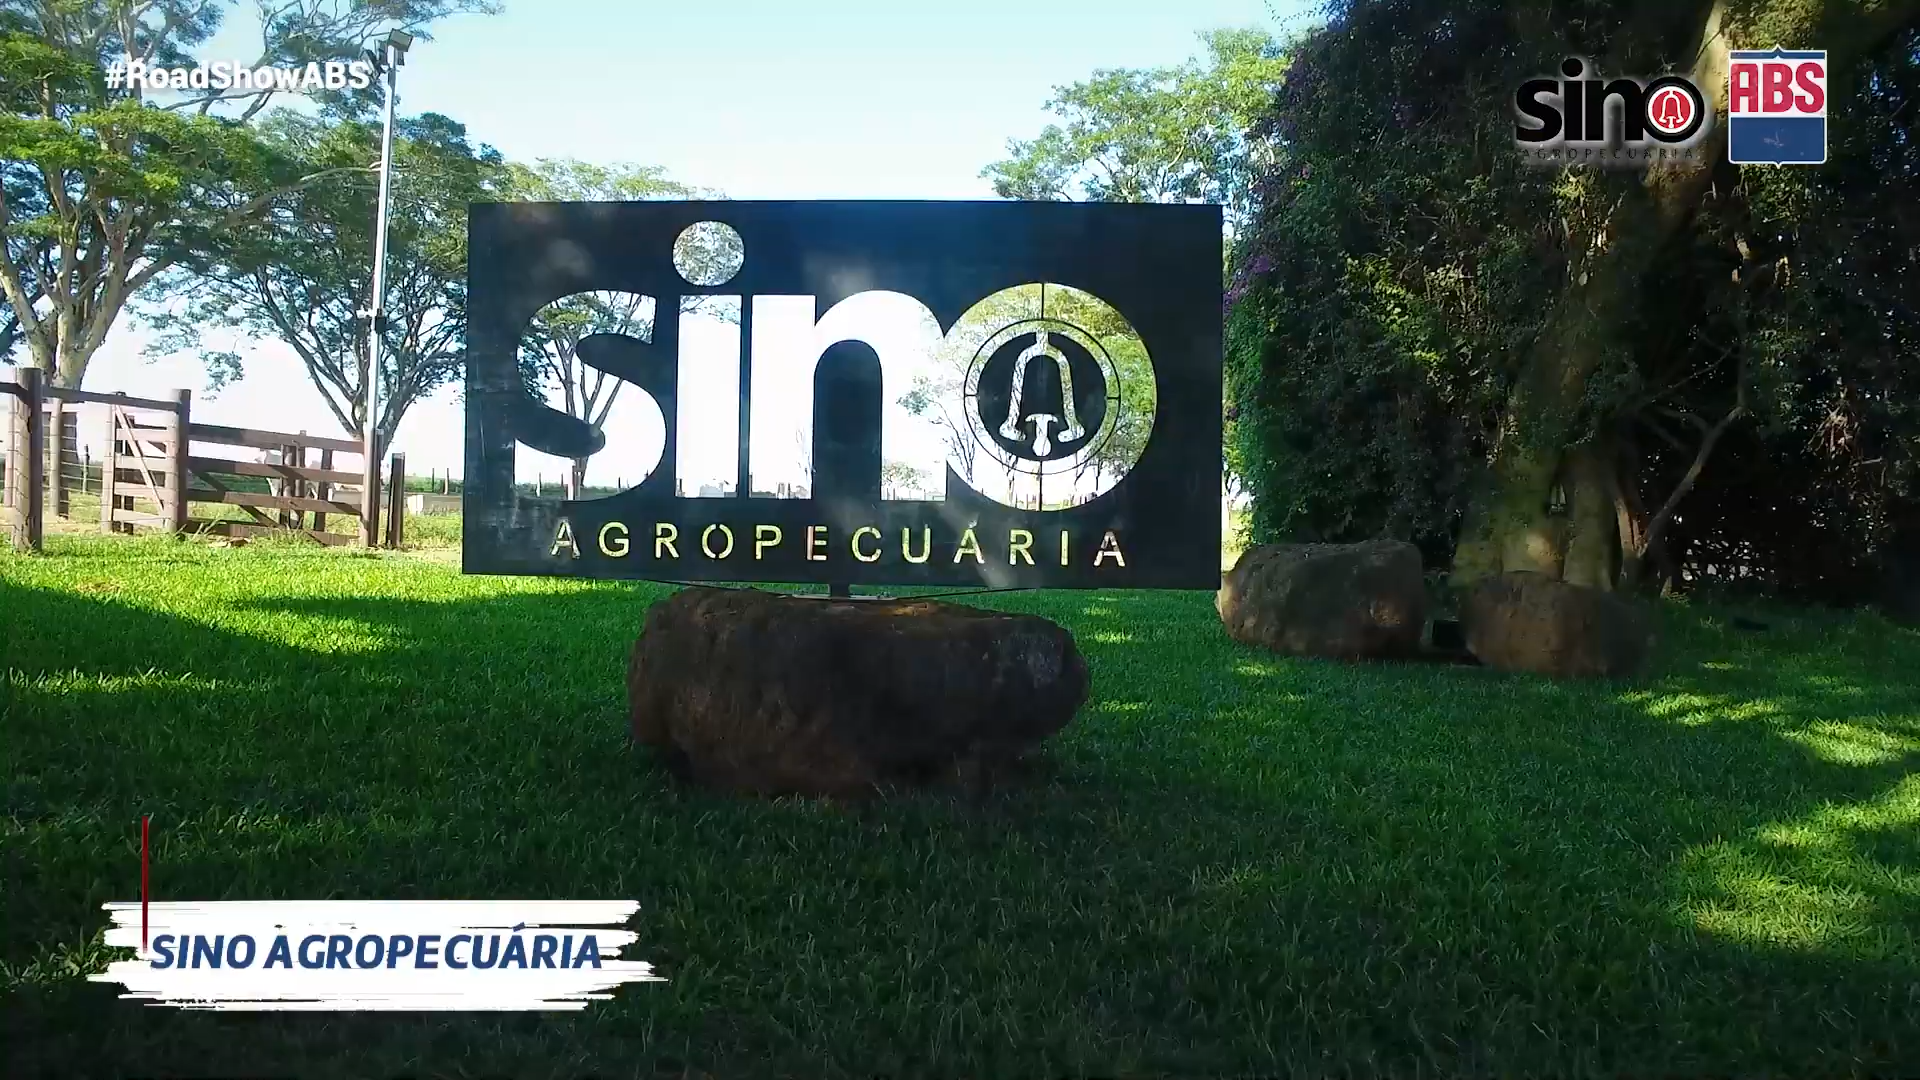 #RoadShowABS
sino
AGROPECUÁRIA
ABS
sino
AGROPECUÁRIA
SINO AGROPECUÁRIA